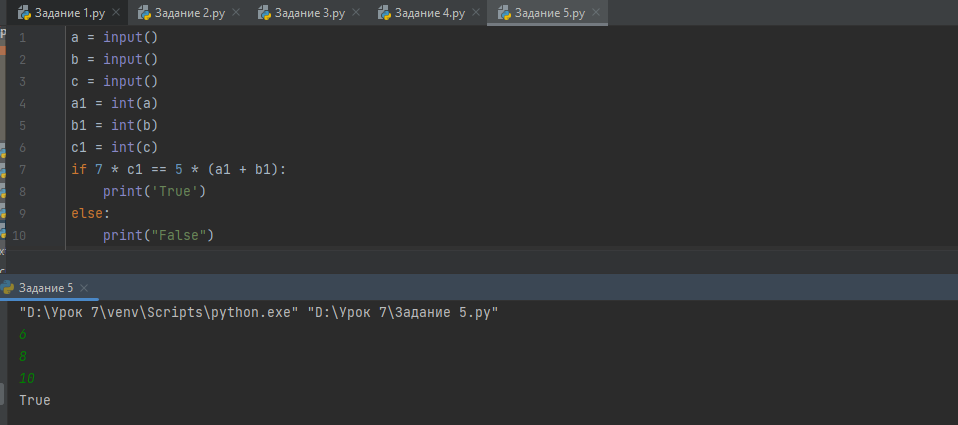 Задание 1.py Задание 2.py Задание 3.py Задание 4.py Задание 5.py
1 a = input()
2 b = input()
3 c = input()
4 a1 = int(a)
5 b1 = int(b)
6 c1 = int(c)
7 if 7 * c1 == 5 * (a1 + b1):
8 print('True')
9 else:
10 print("False")
Задание 5
"D:\Урок 7\venv\Scripts\python.exe" "D:\Урок 7\Задание 5.py"
6
8
10
True